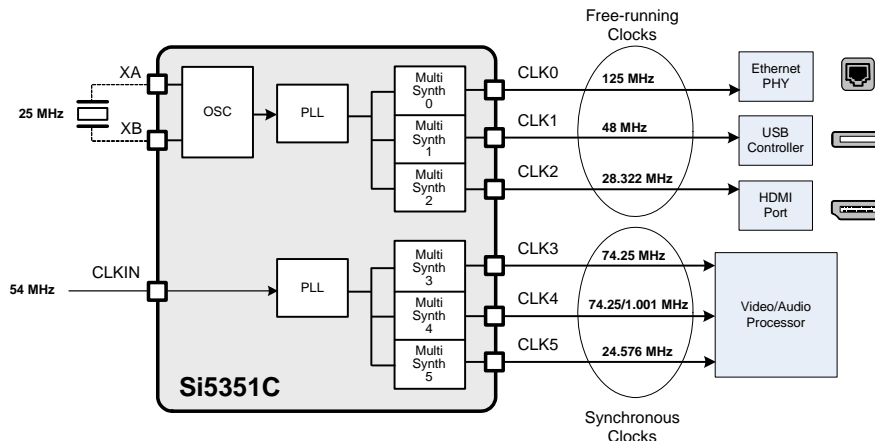 Free-running
Clocks
XA
25 MHz
XB
OSC
PLL
Multi
Synth
0
Multi
Synth
1
Multi
Synth
2
CLK0
125 MHz
CLK1
48 MHz
CLK2
28.322 MHz
Ethernet
PHY
USB
Controller
HDMI
Port
CLKIN
54 MHz
PLL
Multi
Synth
3
Multi
Synth
4
Multi
Synth
5
CLK3
74.25 MHz
CLK4
74.25/1.001 MHz
CLK5
24.576 MHz
Video/Audio
Processor
Si5351C
Synchronous
Clocks